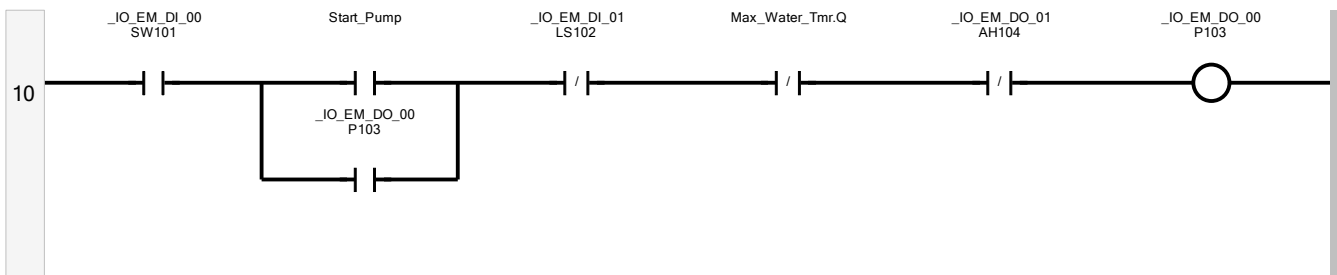 _IO_EM_DI_00
SW101
Start_Pump
_IO_EM_DI_01
LS102
Max_Water_Tmr.Q
_IO_EM_DO_01
AH104
_IO_EM_DO_00
P103
10
/
/
/
_IO_EM_DO_00
P103